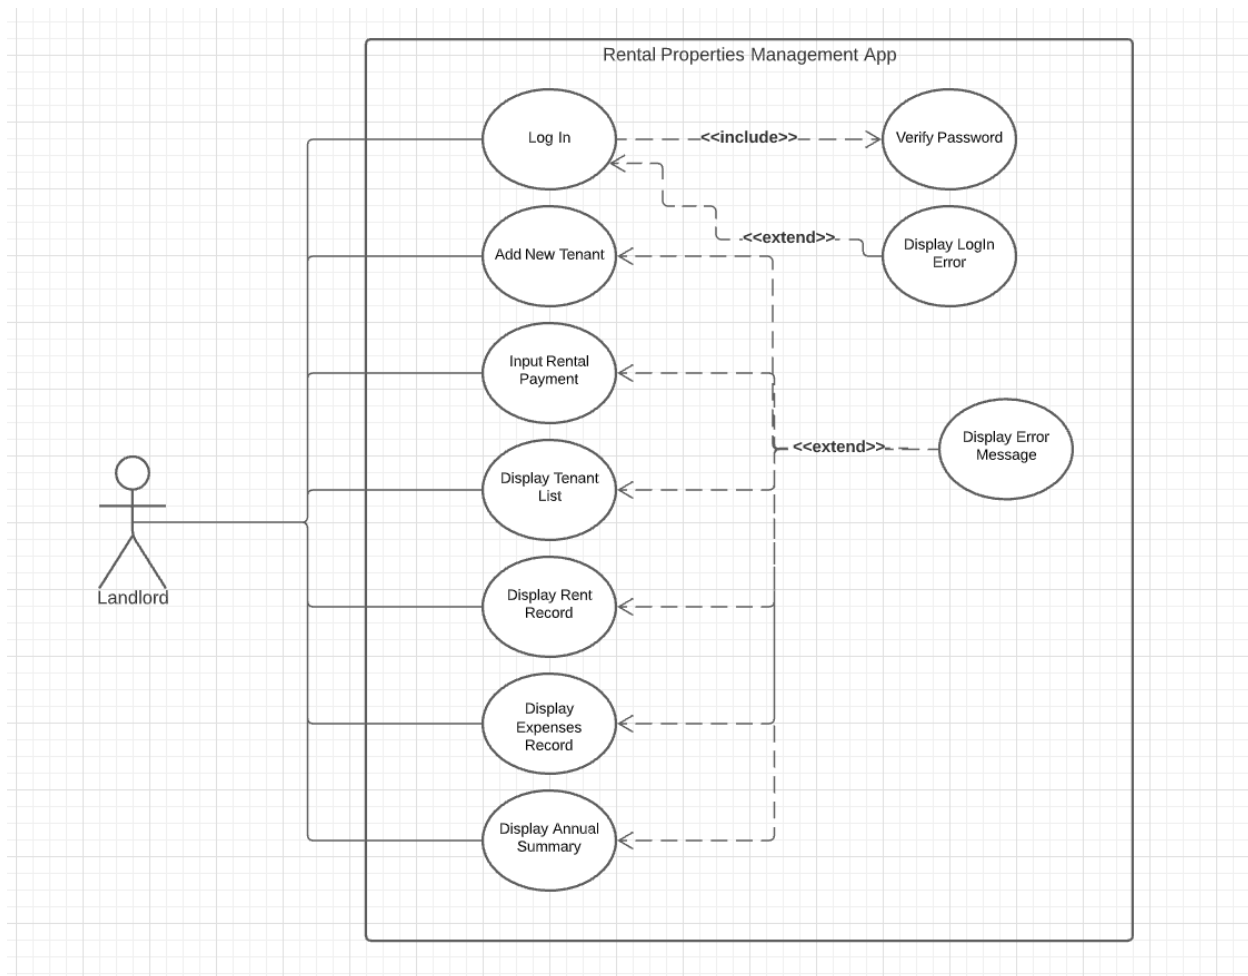 Rental Properties Management App
Log In
<<include>>
Verify Password
<<extend>>
Display LogIn
Error
Add New Tenant
Input Rental
Payment
<<extend>>
Display Error
Message
Display Tenant
List
Landlord
Display Rent
Record
Display
Expenses
Record
Display Annual
Summary